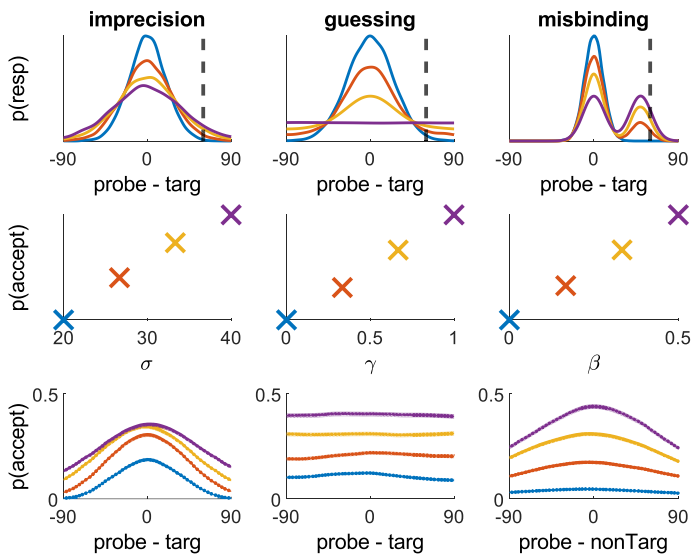 imprecision guessing misbinding
p(resp)
-90 0 90 -90 0 90 -90 0 90
probe - targ probe - targ probe - targ
p(accept)
20 30 40 0 0.5 1 0 0.5
σ γ β
p(accept)
0.5 0.5 0.5
0 0 0
-90 0 90 -90 0 90 -90 0 90
probe - targ probe - targ probe - nonTarg